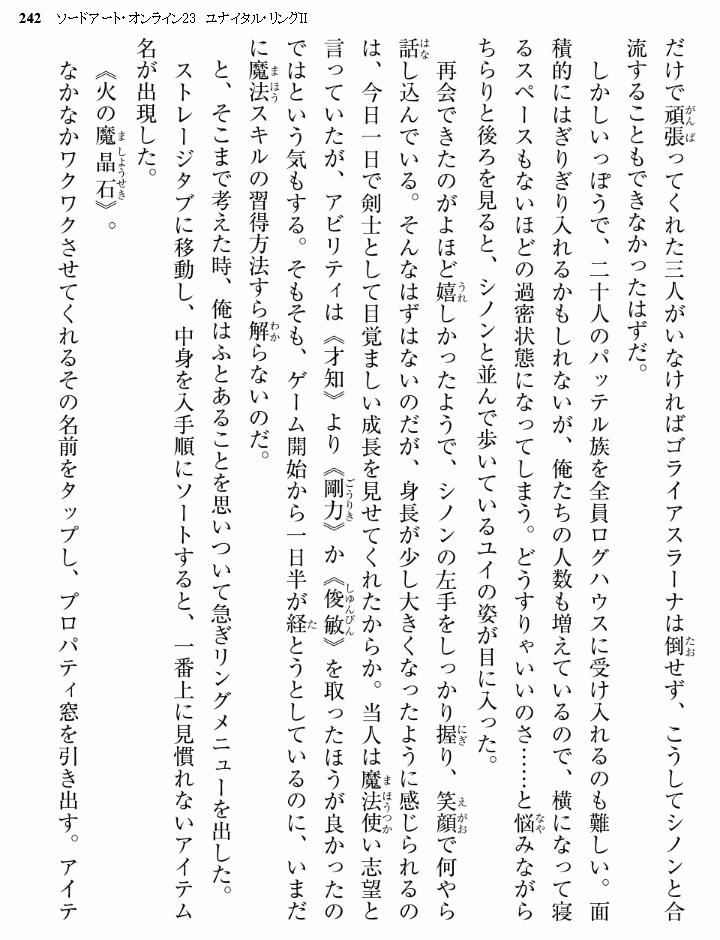 242 ソードアート・オンライン23 ユナイタル・リングⅡ
だけで頑張ってくれた三人がいなければゴライアスラーナは倒せず、こうしてシノンと合
流することもできなかったはずだ。
しかしいっぽうで、二十人のパッテル族を全員ログハウスに受け入れるのも難しい。面
積的にはぎりぎり入れるかもしれないが、俺たちの人数も増えているので、横になって寝
るスペースもないほどの過密状態になってしまう。どうすりゃいいのさ……と悩みながら
ちらりと後ろを見ると、シノンと並んで歩いているユイの姿が目に入った。
再会できたのがよほど嬉しかったようで、シノンの左手をしっかり握り、笑顔で何やら
話し込んでいる。そんなはずはないのだが、身長が少し大きくなったように感じられるの
は、今日一日で剣士として目覚ましい成長を見せてくれたからか。当人は魔法使い志望と
言っていたが、アビリティは《才知》より《剛力》か《俊敏》を取ったほうが良かったの
ではという気もする。そもそも、ゲーム開始から一日半が経とうとしているのに、いまだ
に魔法スキルの習得方法すら解らないのだ。
と、そこまで考えた時、俺はふとあることを思いついて急ぎリングメニューを出した。
ストレージタブに移動し、中身を入手順にソートすると、一番上に見慣れないアイテム
名が出現した。
《火の魔晶石》。
なかなかワクワクさせてくれるその名前をタップし、プロパティ窓を引き出す。アイテ